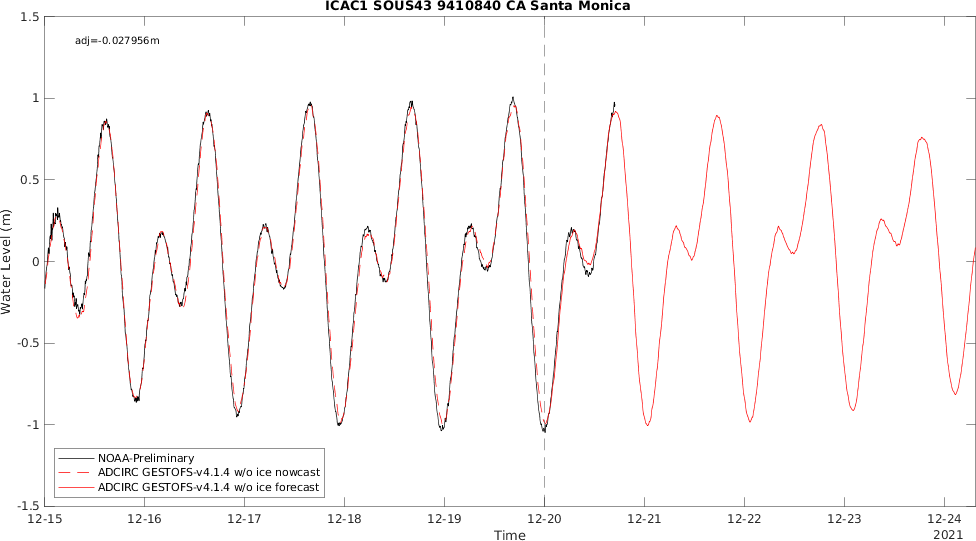 ICAC1 SOUS43 9410840 CA Santa Monica
adj=-0.027956m
1.5
1
0.5
0
-0.5
-1
-1.5
Water Level (m)
NOAA-Preliminary
ADCIRC GESTOFS-v4.1.4 w/o ice nowcast
ADCIRC GESTOFS-v4.1.4 w/o ice forecast
12-15 12-16 12-17 12-18 12-19 12-20 12-21 12-22 12-23 12-24
Time
2021